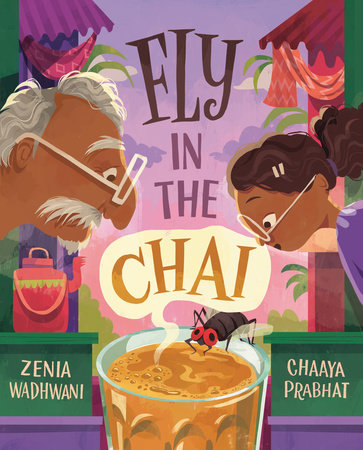 FLY
IN
THE
CHAI
ZENIA
WADHWANI
CHAAYA
PRABHAT